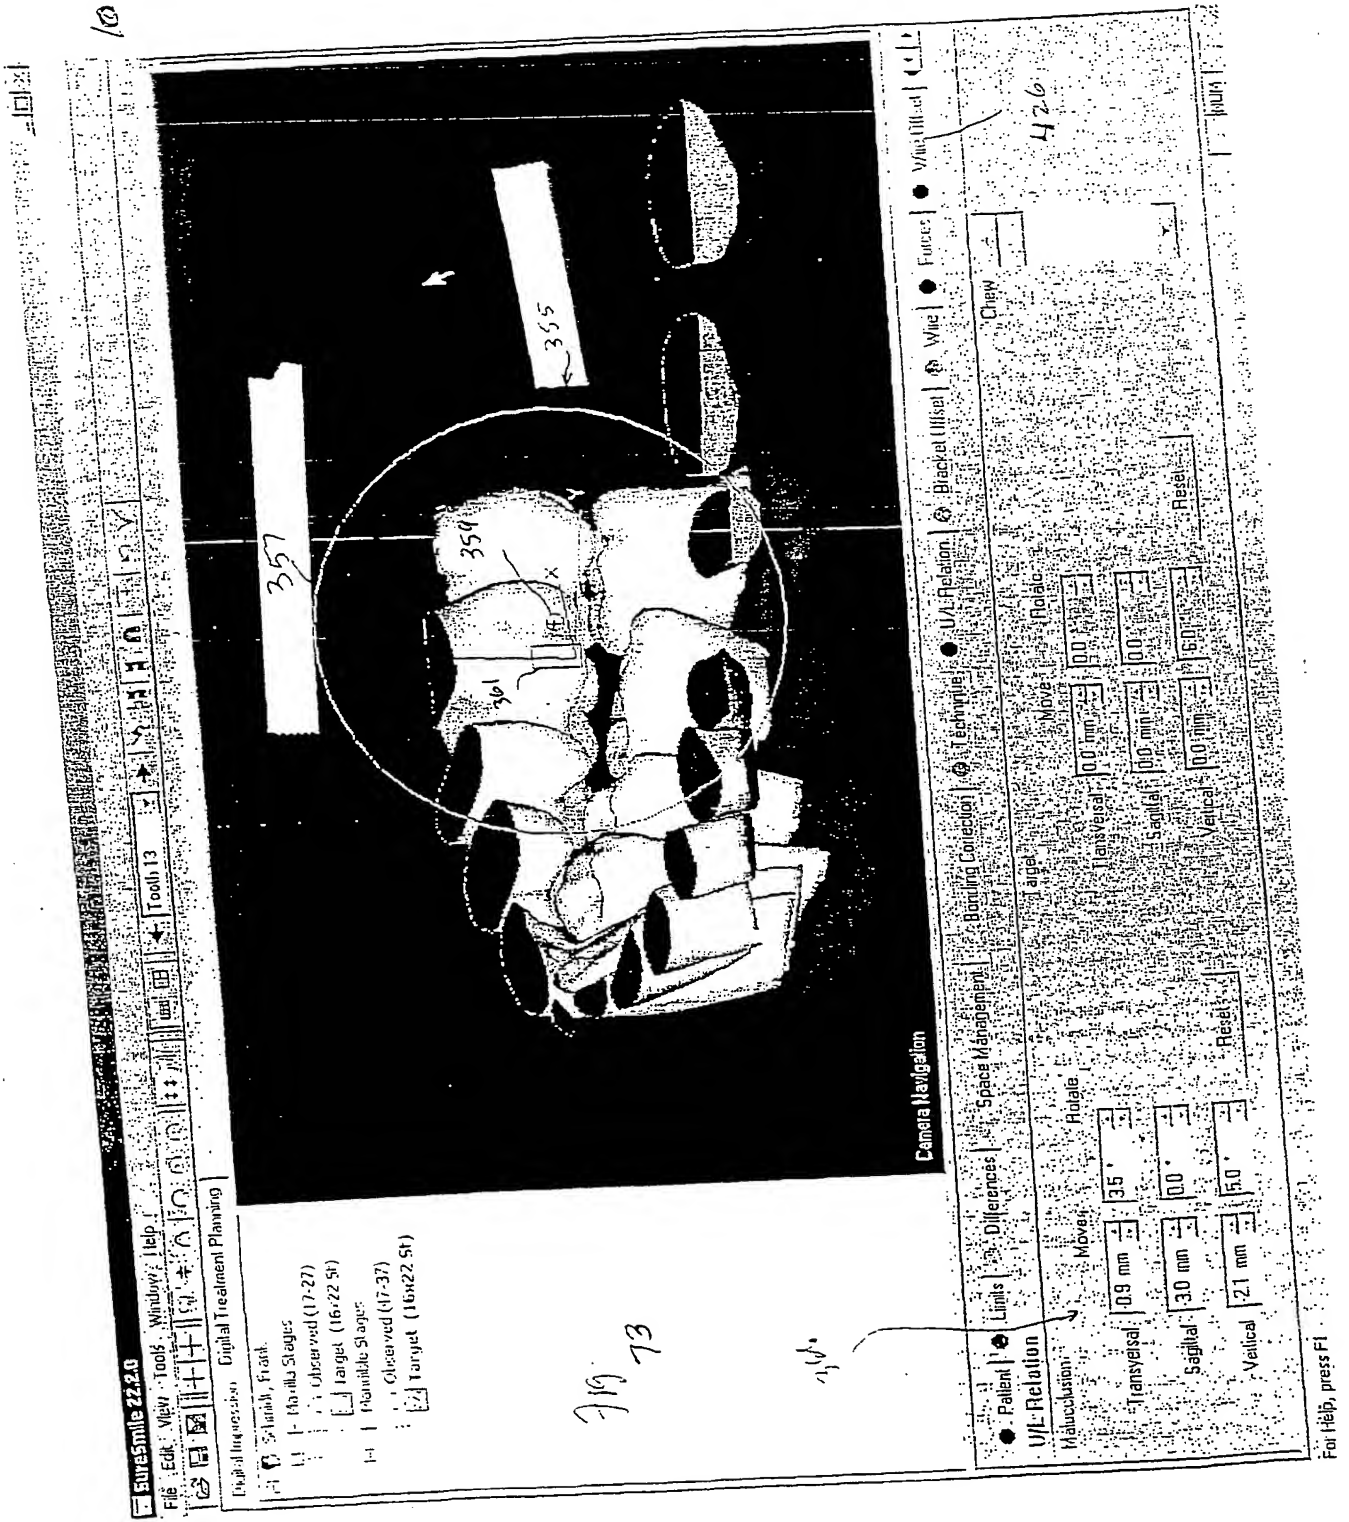 SureSmile 22.2.0
File Edit View Tools Window Help
Tooth 13
Digital Impression Digital Treatment Planning
Schmidt, Frank
Maxilla Stages
Observed (17-27)
Target (16x22 St)
Mandible Stages
Observed (47-37)
Target (16x22 St)
357
355
359
361
X
Y
Fig 73
Camera Navigation
Patient Limits Differences Space Management Bonding Correction Technique U/L Relation Bracket Offset Wire Forces Wire Offset
426
U/L Relation
Malocclusion Target Chew
Move Rotate Move Rotate
Transversal -0.9 mm 3.5 ° Transversal 0.0 mm 0.0 °
Sagittal 3.0 mm 0.0 ° Sagittal 0.0 mm 0.0 °
Vertical 2.1 mm 5.0 ° Vertical 0.0 mm 6.0 °
Reset Reset
For Help, press F1
NUM